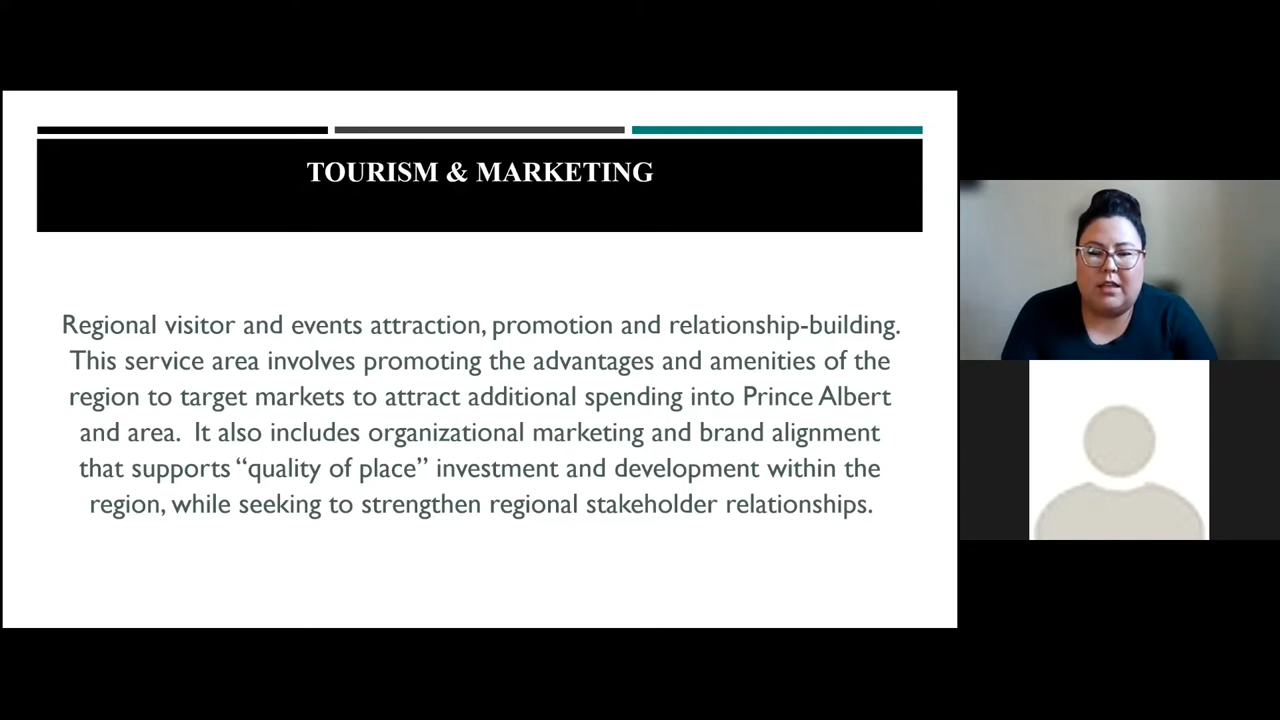 TOURISM & MARKETING
Regional visitor and events attraction, promotion and relationship-building.
This service area involves promoting the advantages and amenities of the
region to target markets to attract additional spending into Prince Albert
and area.  It also includes organizational marketing and brand alignment
that supports “quality of place” investment and development within the
region, while seeking to strengthen regional stakeholder relationships.